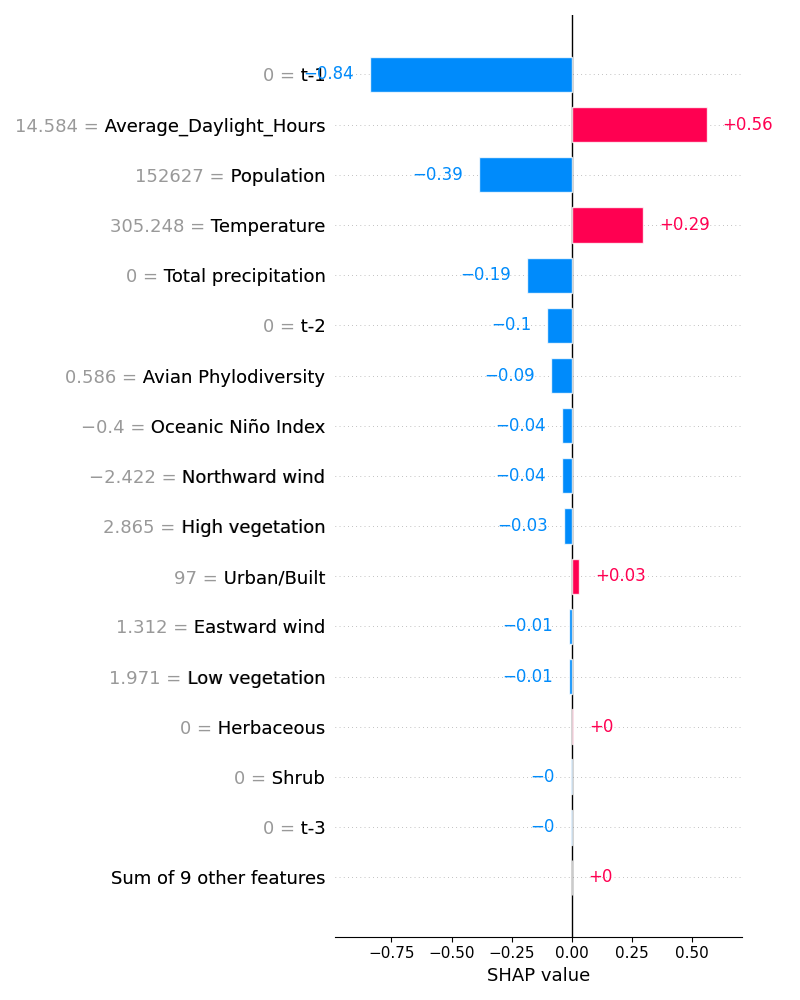 0 = t-1 −0.84
14.584 = Average_Daylight_Hours +0.56
152627 = Population −0.39
305.248 = Temperature +0.29
0 = Total precipitation −0.19
0 = t-2 −0.1
0.586 = Avian Phylodiversity −0.09
−0.4 = Oceanic Niño Index −0.04
−2.422 = Northward wind −0.04
2.865 = High vegetation −0.03
97 = Urban/Built +0.03
1.312 = Eastward wind −0.01
1.971 = Low vegetation −0.01
0 = Herbaceous +0
0 = Shrub −0
0 = t-3 −0
Sum of 9 other features +0
−0.75 −0.50 −0.25 0.00 0.25 0.50
SHAP value